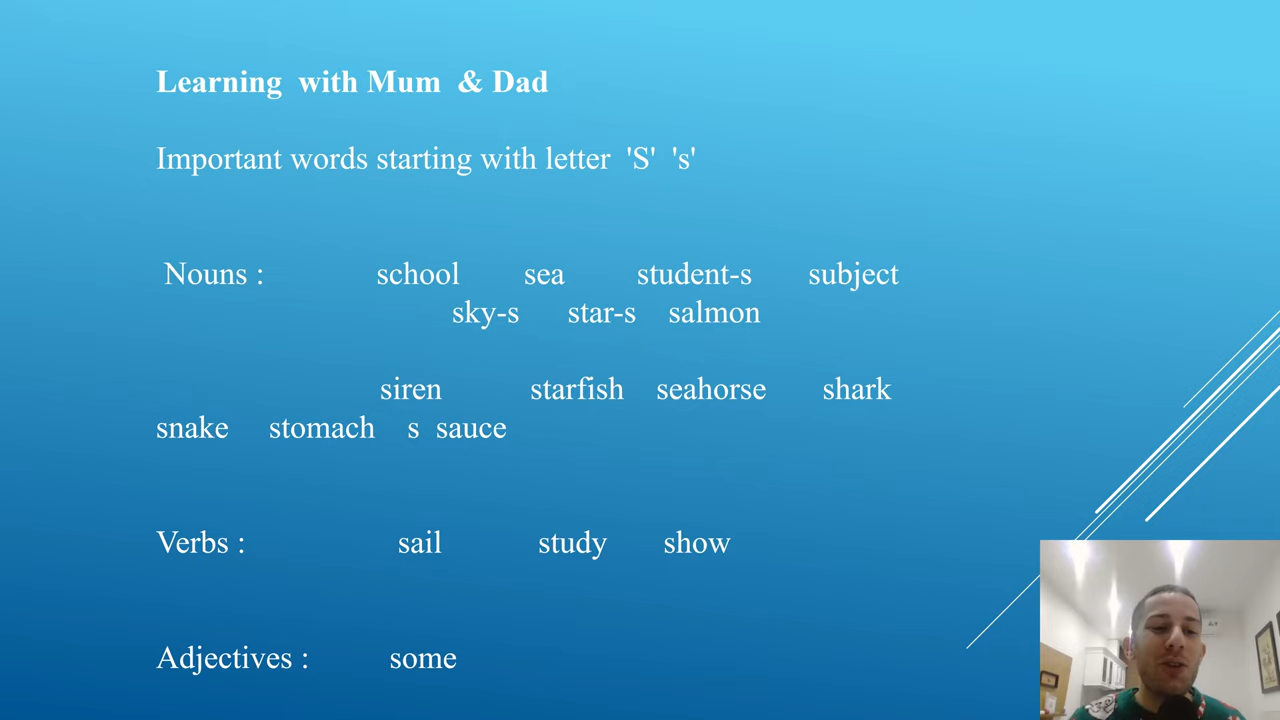 Learning with Mum & Dad
Important words starting with letter 'S' 's'
Nouns : school sea student-s subject
sky-s star-s salmon
siren starfish seahorse shark
snake stomach s sauce
Verbs : sail study show
Adjectives : some